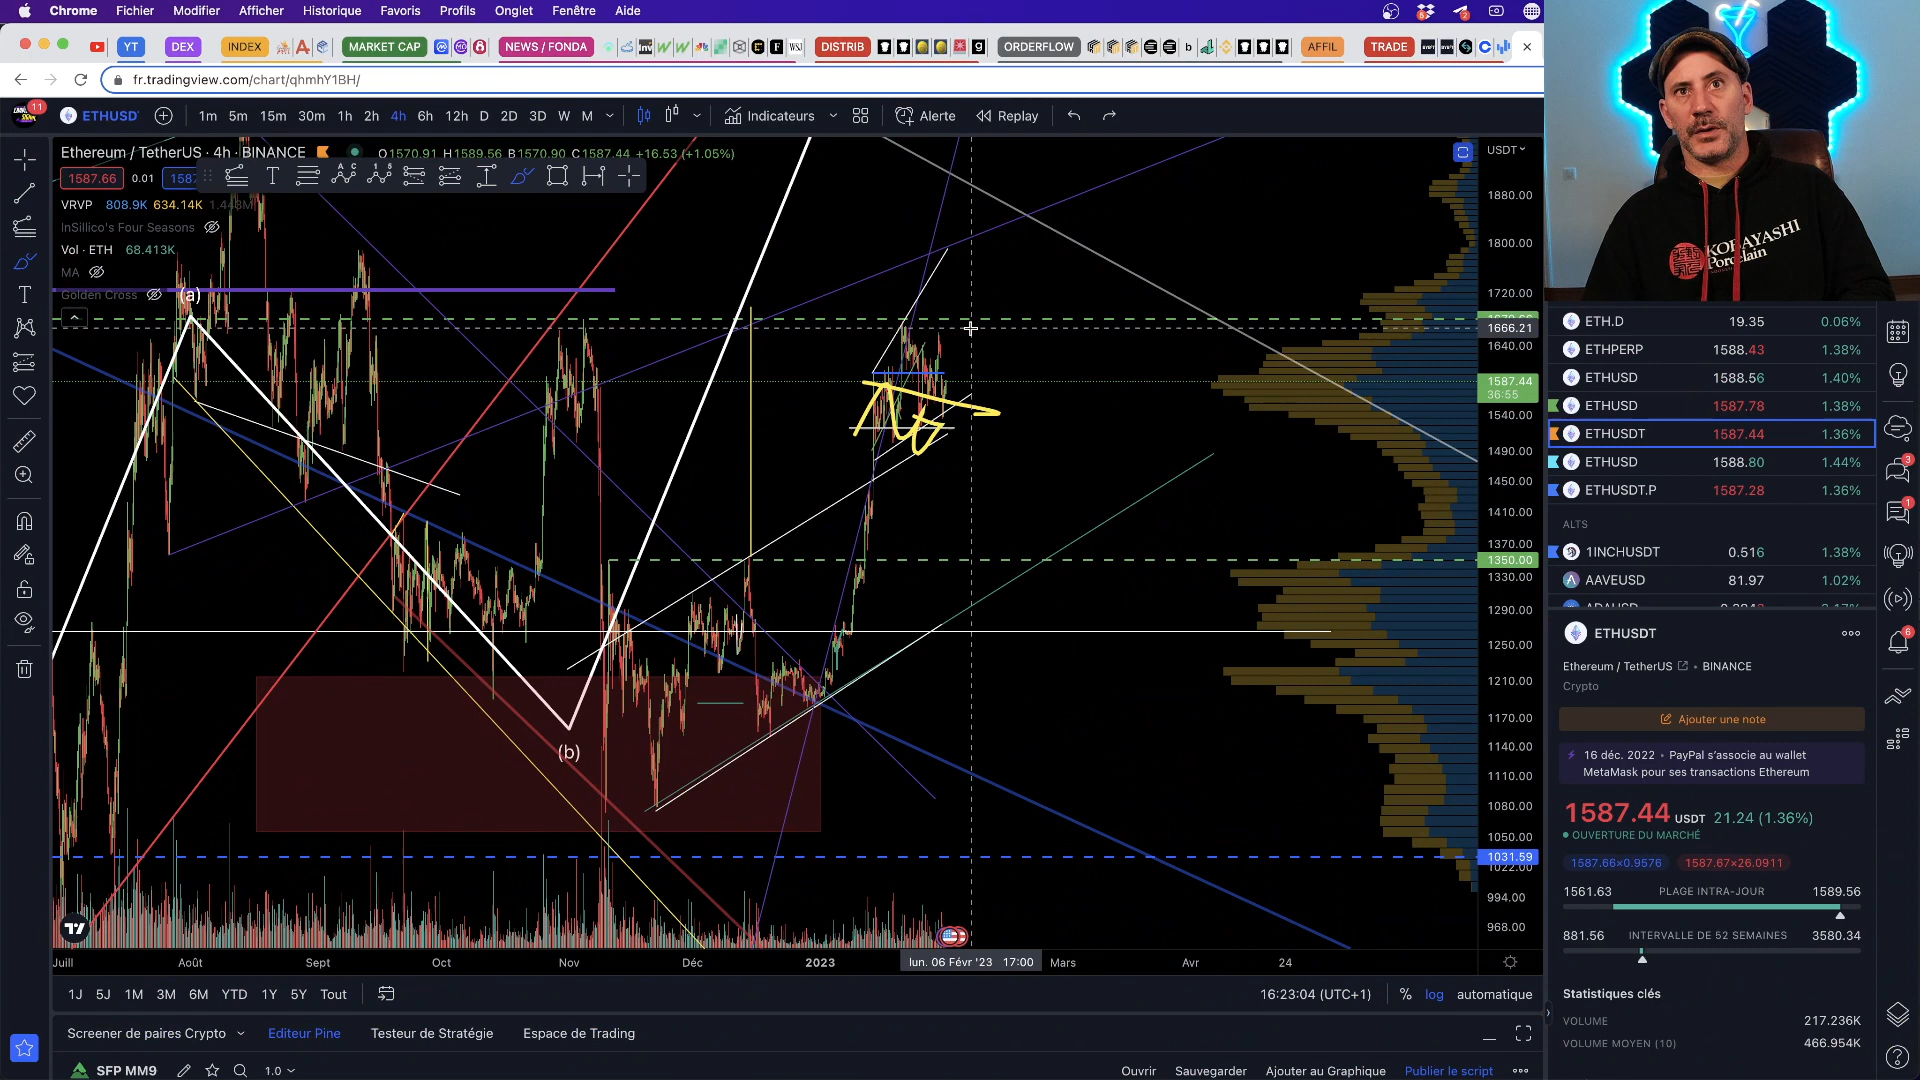 Chrome Fichier Modifier Afficher Historique Favoris Profils Onglet Fenêtre Aide
YT DEX INDEX MARKET CAP NEWS / FONDA DISTRIB ORDERFLOW AFFIL TRADE
fr.tradingview.com/chart/qhmhY1BH/
11 ETHUSD 1m 5m 15m 30m 1h 2h 4h 6h 12h D 2D 3D W M Indicateurs Alerte Replay
Ethereum / TetherUS · 4h · BINANCE O1570.91 H1589.56 B1570.90 C1587.44 +16.53 (+1.05%)
USDT
1587.66 0.01
VRVP 808.9K 634.14K
InSillico's Four Seasons
Vol · ETH 68.413K
MA
Golden Cross
(a)
(b)
1880.00
1800.00
1720.00
1666.21
1640.00
1587.44
36:55
1540.00
1490.00
1450.00
1410.00
1370.00
1350.00
1330.00
1290.00
1250.00
1210.00
1170.00
1140.00
1110.00
1080.00
1050.00
1031.59
1022.00
994.00
968.00
Juill Août Sept Oct Nov Déc 2023 lun. 06 Févr '23 17:00 Mars Avr 24
1J 5J 1M 3M 6M YTD 1Y 5Y Tout 16:23:04 (UTC+1) % log automatique
Screener de paires Crypto Editeur Pine Testeur de Stratégie Espace de Trading
SFP MM9 1.0 Ouvrir Sauvegarder Ajouter au Graphique Publier le script
KOBAYASHI
Porcelain
ETH.D 19.35 0.06%
ETHPERP 1588.43 1.38%
ETHUSD 1588.56 1.40%
ETHUSD 1587.78 1.38%
ETHUSDT 1587.44 1.36%
ETHUSD 1588.80 1.44%
ETHUSDT.P 1587.28 1.36%
ALTS
1INCHUSDT 0.516 1.38%
AAVEUSD 81.97 1.02%
ETHUSDT
Ethereum / TetherUS • BINANCE
Crypto
Ajouter une note
16 déc. 2022 • PayPal s'associe au wallet
MetaMask pour ses transactions Ethereum
1587.44 USDT 21.24 (1.36%)
OUVERTURE DU MARCHÉ
1587.66×0.9576 1587.67×26.0911
1561.63 PLAGE INTRA-JOUR 1589.56
881.56 INTERVALLE DE 52 SEMAINES 3580.34
Statistiques clés
VOLUME 217.236K
VOLUME MOYEN (10) 466.954K
3
1
6